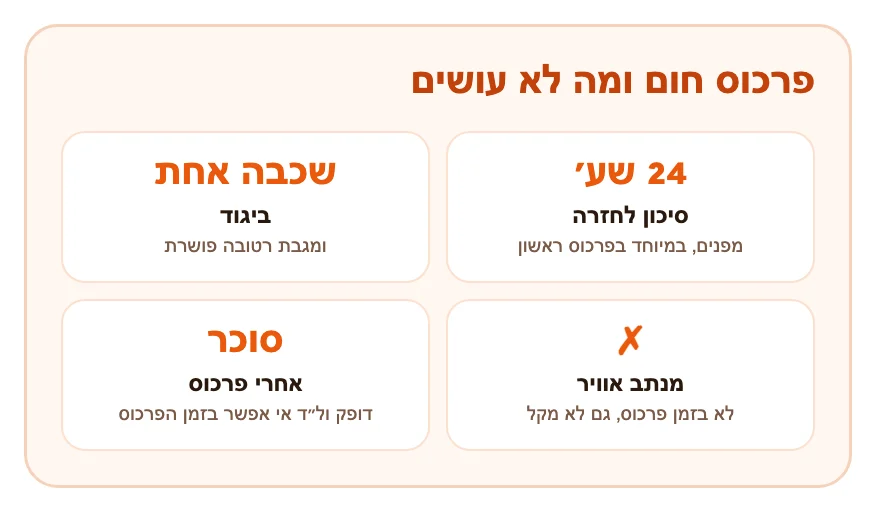 פרכוס חום ומה לא עושים
24 שע׳
סיכון לחזרה
מפנים, במיוחד בפרכוס ראשון
שכבה אחת
ביגוד
ומגבת רטובה פושרת
✗
מנתב אוויר
לא בזמן פרכוס, גם לא מקל
סוכר
אחרי פרכוס
דופק ול״ד אי אפשר בזמן הפרכוס